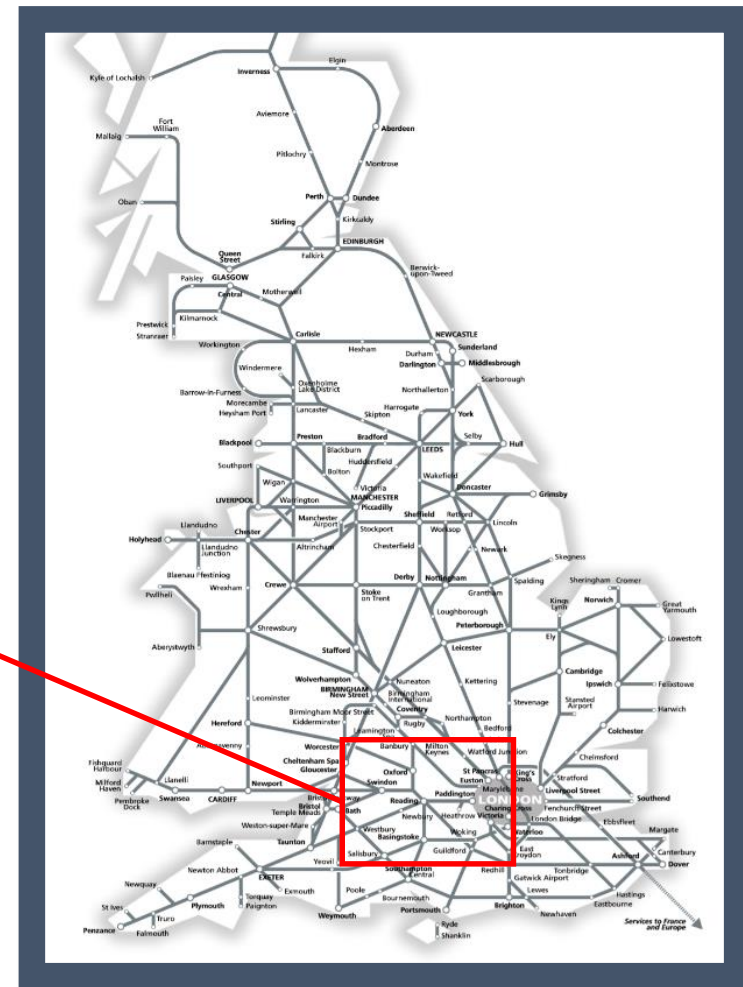 Elgin
Kyle of Lochalsh
Inverness
Aviemore
Fort
William
Mallaig
Aberdeen
Pitlochry
Montrose
Perth
Dundee
Oban
Stirling
Kirkcaldy
EDINBURGH
Queen
Street
Falkirk
Berwick-
upon-Tweed
Paisley
GLASGOW
Central
Motherwell
Prestwick
Kilmarnock
Stranraer
Carlisle
NEWCASTLE
Workington
Hexham
Sunderland
Durham
Darlington
Middlesbrough
Windermere
Scarborough
Oxenholme
Lake District
Northallerton
Barrow-in-Furness
Morecambe
Heysham Port
Lancaster
Harrogate
York
Skipton
Blackpool
Preston
Bradford
Selby
Hull
Blackburn
LEEDS
Southport
Huddersfield
Bolton
Wakefield
Wigan
Victoria
Doncaster
Grimsby
LIVERPOOL
Warrington
MANCHESTER
Piccadilly
Manchester
Airport
Sheffield
Retford
Lincoln
Llandudno
Stockport
Worksop
Holyhead
Chester
Llandudno
Junction
Altrincham
Chesterfield
Newark
Skegness
Blaenau Ffestiniog
Wrexham
Crewe
Stoke
on Trent
Derby
Nottingham
Grantham
Spalding
Sheringham
Cromer
Pwllheli
Kings
Lynn
Norwich
Great
Yarmouth
Loughborough
Shrewsbury
Peterborough
Ely
Lowestoft
Aberystwyth
Stafford
Leicester
Wolverhampton
Nuneaton
Kettering
Cambridge
BIRMINGHAM
New Street
Birmingham
International
Ipswich
Felixstowe
Leominster
Coventry
Stevenage
Stansted
Airport
Harwich
Birmingham Moor Street
Kidderminster
Rugby
Northampton
Hereford
Leamington
Bedford
Colchester
Worcester
Banbury
Milton
Keynes
Watford Junction
Chelmsford
Fishguard
Harbour
Cheltenham Spa
Gloucester
Oxford
St Pancras
Euston
King's
Cross
Stratford
Milford
Haven
Llanelli
Newport
Swindon
Marylebone
Liverpool Street
Pembroke
Dock
Swansea
CARDIFF
Reading
Paddington
LONDON
Southend
Bristol
Temple Meads
Bath
Newbury
Heathrow
Charing Cross
Victoria
Fenchurch Street
London Bridge
Ebbsfleet
Weston-super-Mare
Westbury
Basingstoke
Woking
Waterloo
Margate
Barnstaple
Taunton
Salisbury
Guildford
East
Croydon
Canterbury
Yeovil
Southampton
Central
Redhill
Tonbridge
Ashford
Dover
Newton Abbot
EXETER
Gatwick Airport
Newquay
Exmouth
Poole
Lewes
Hastings
Plymouth
Torquay
Paignton
Bournemouth
Eastbourne
St Ives
Truro
Weymouth
Portsmouth
Brighton
Newhaven
Penzance
Falmouth
Ryde
Shanklin
Services to France
and Europe